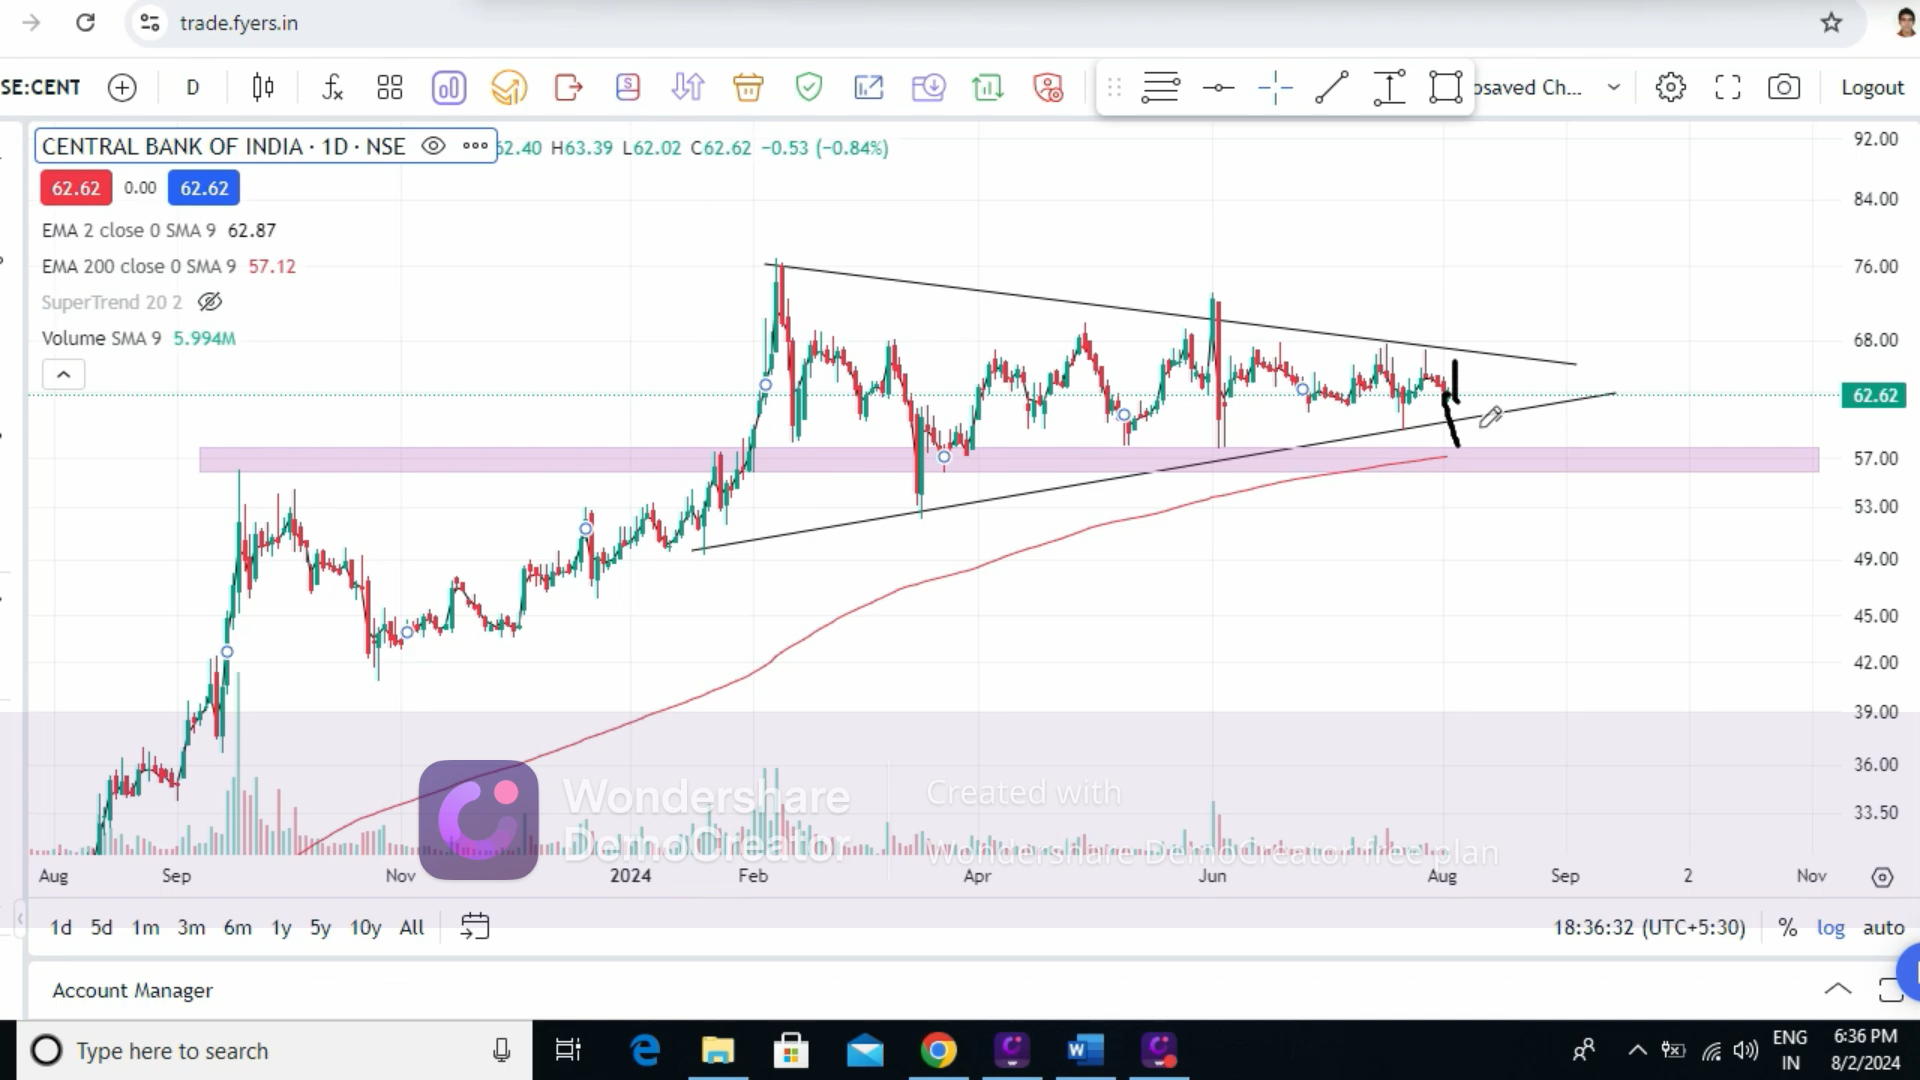 trade.fyers.in
SE:CENT D
osaved Ch... Logout
CENTRAL BANK OF INDIA · 1D · NSE 62.40 H63.39 L62.02 C62.62 −0.53 (−0.84%)
62.62 0.00 62.62
EMA 2 close 0 SMA 9 62.87
EMA 200 close 0 SMA 9 57.12
SuperTrend 20 2
Volume SMA 9 5.994M
92.00
84.00
76.00
68.00
62.62
57.00
53.00
49.00
45.00
42.00
39.00
36.00
33.50
Wondershare
DemoCreator
Created with
Wondershare DemoCreator free plan
Aug Sep Nov 2024 Feb Apr Jun Aug Sep 2 Nov
1d 5d 1m 3m 6m 1y 5y 10y All
18:36:32 (UTC+5:30) % log auto
Account Manager
Type here to search
ENG
IN
6:36 PM
8/2/2024